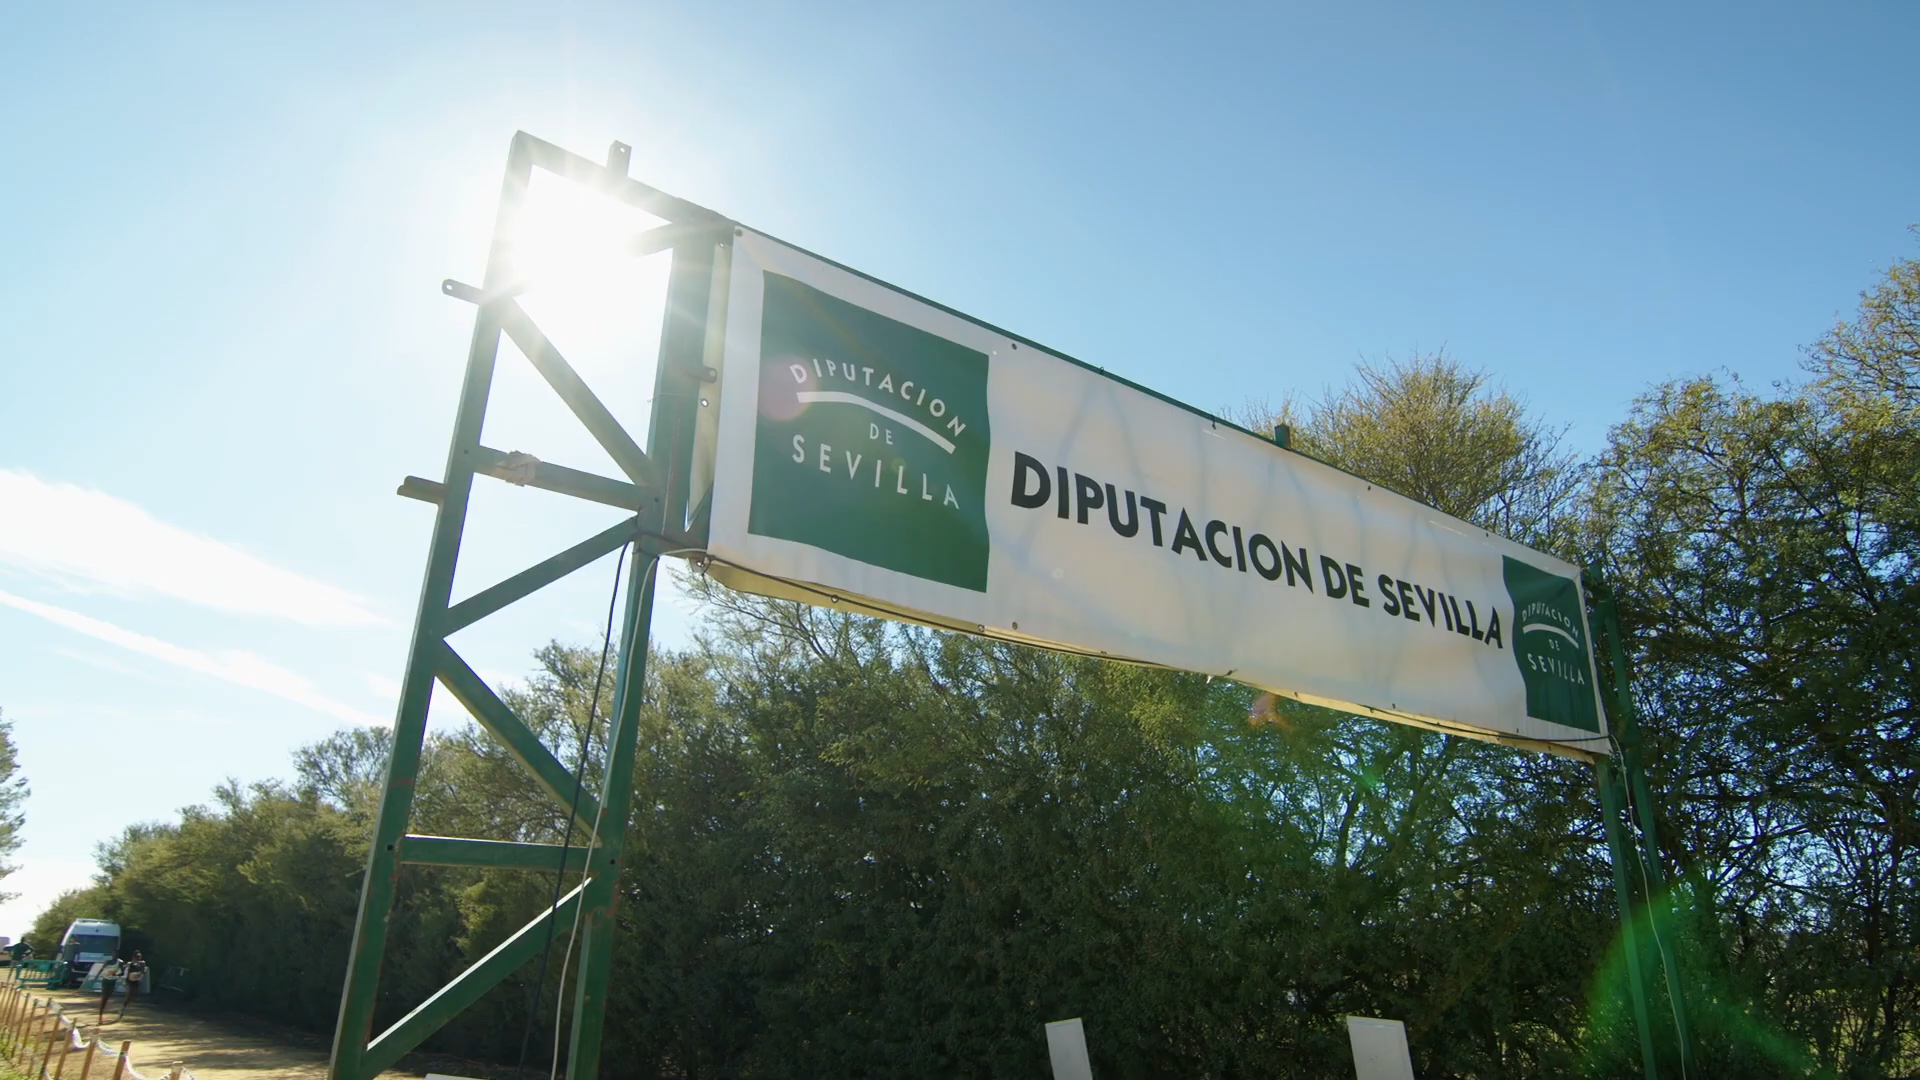 DIPUTACION
DE
SEVILLA
DIPUTACION DE SEVILLA
DIPUTACION
DE
SEVILLA